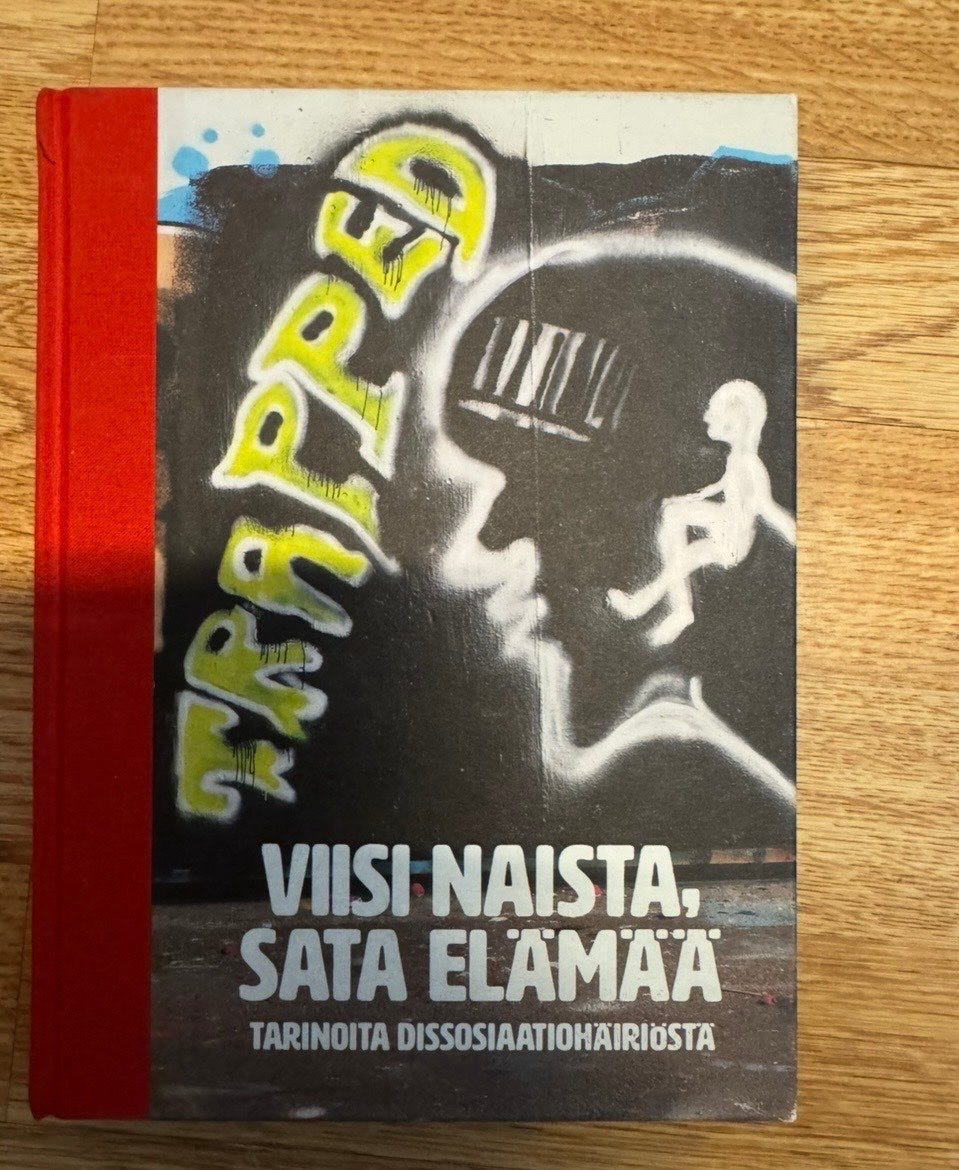 TRAPPED
VIISI NAISTA,
SATA ELÄMÄÄ
TARINOITA DISSOSIAATIOHÄIRIÖSTÄ